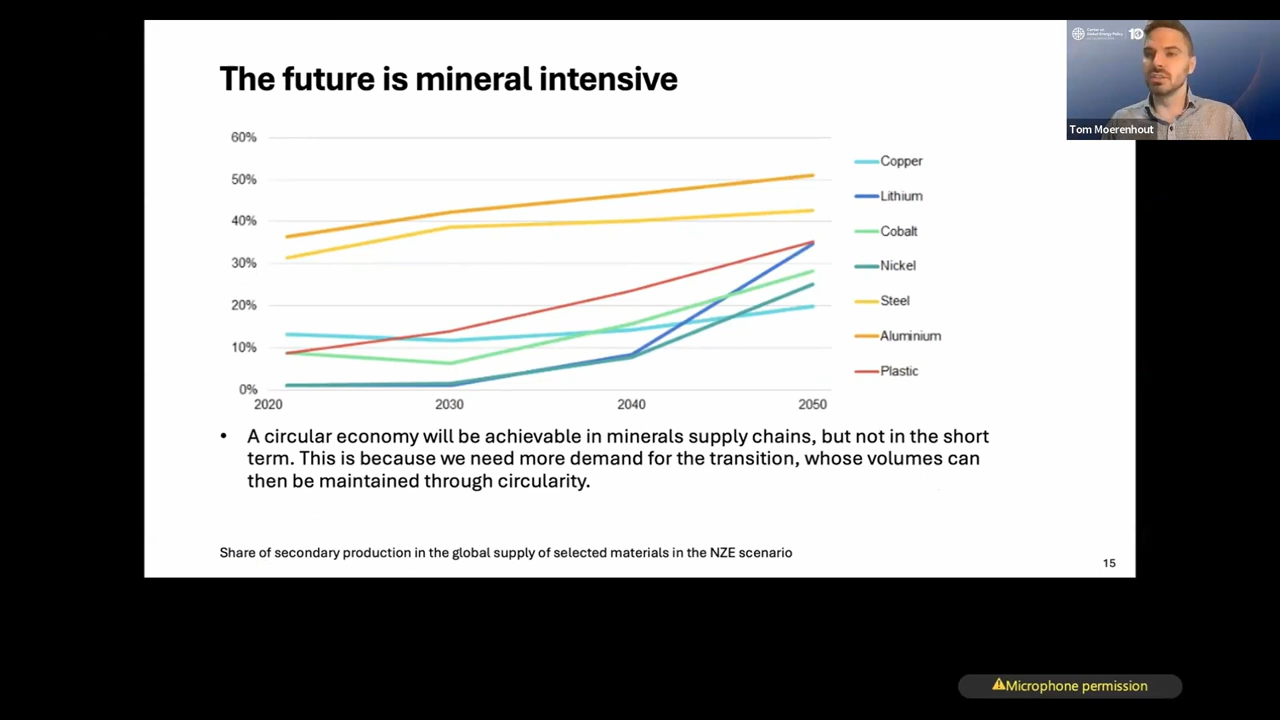 The future is mineral intensive
60%
50%
40%
30%
20%
10%
0%
2020 2030 2040 2050
Copper
Lithium
Cobalt
Nickel
Steel
Aluminium
Plastic
• A circular economy will be achievable in minerals supply chains, but not in the short
term. This is because we need more demand for the transition, whose volumes can
then be maintained through circularity.
Share of secondary production in the global supply of selected materials in the NZE scenario
15
10
Tom Moerenhout
Microphone permission